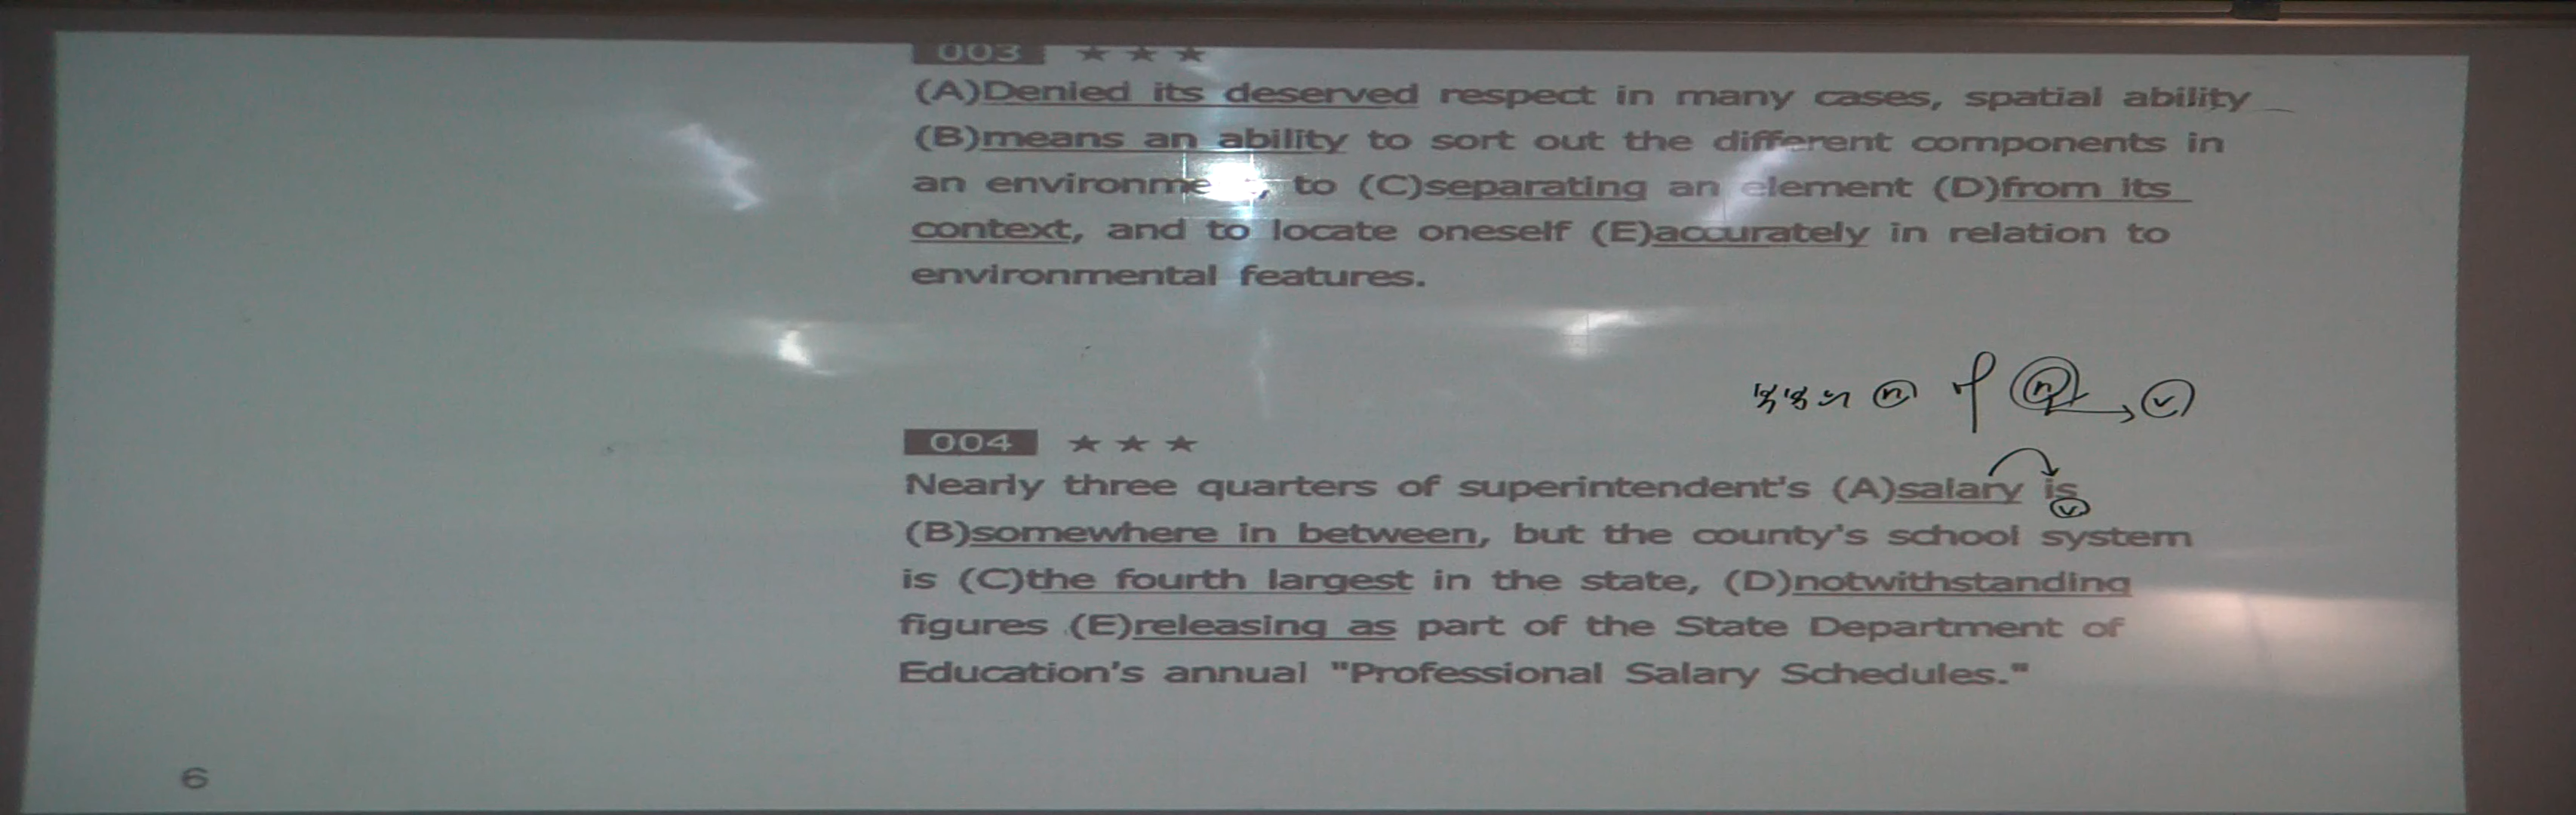 003 ★ ★ ★
(A)Denied its deserved respect in many cases, spatial ability
(B)means an ability to sort out the different components in
an to (C)separating an element (D)from its
context, and to locate oneself (E)accurately in relation to
environmental features.
n n v
004 ★ ★ ★
Nearly three quarters of superintendent's (A)salary is
v
(B)somewhere in between, but the county's school system
is (C)the fourth largest in the state, (D)notwithstanding
figures (E)releasing as part of the State Department of
Education's annual "Professional Salary Schedules."
6